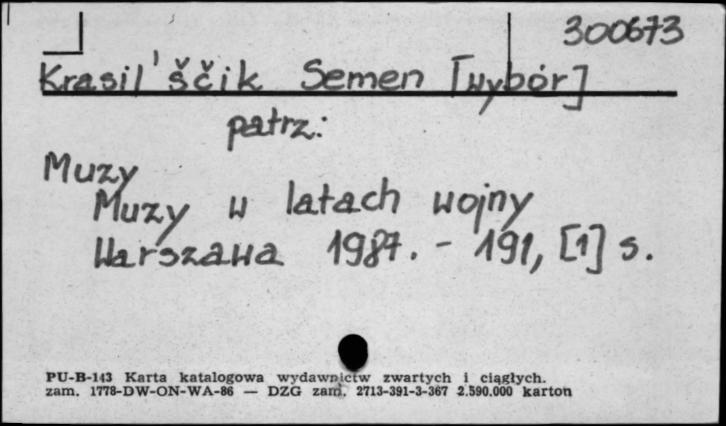 300673
Krasil'ščik Semen [wybór]
patrz:
Muzy
Muzy w latach wojny
Warszawa 1987. - 191, [1] s.
PU-B-143 Karta katalogowa wydawnictw zwartych i ciągłych.
zam. 1778-DW-ON-WA-86 — DZG zam. 2713-391-3-367 2.590.000 karton